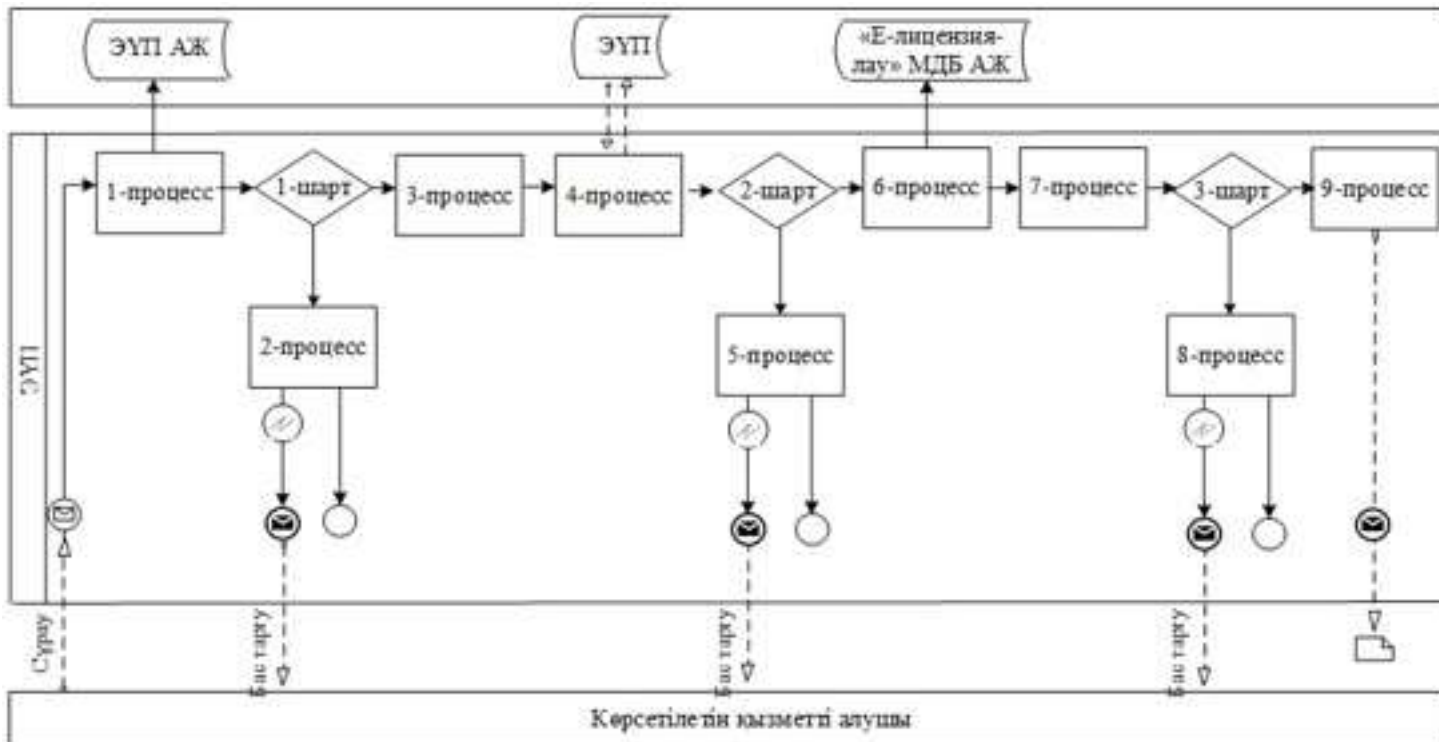 ЭҮП АЖ
ЭҮП
«Е-лицензия-
лау» МДБ АЖ
ЭҮП
1-процесс
1-шарт
3-процесс
4-процесс
2-шарт
6-процесс
7-процесс
3-шарт
9-процесс
2-процесс
5-процесс
8-процесс
Сұрау
Бас тарту
Бас тарту
Бас тарту
Көрсетілетін қызметті алушы